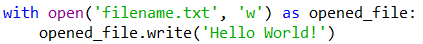 with open('filename.txt', 'w') as opened_file:
    opened_file.write('Hello World!')